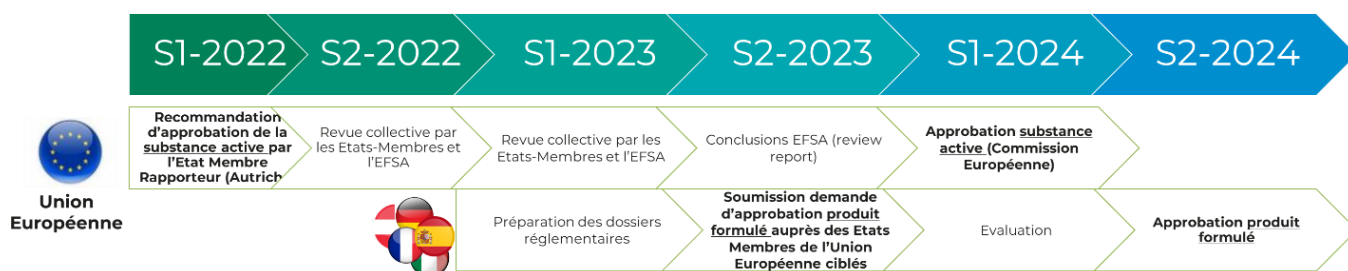 S1-2022 S2-2022 S1-2023 S2-2023 S1-2024 S2-2024
Recommandation
d'approbation de la
substance active par
l'Etat Membre
Rapporteur (Autrich
Revue collective par
les Etats-Membres et
l'EFSA
Revue collective par les
Etats-Membres et l'EFSA
Conclusions EFSA (review
report)
Approbation substance
active (Commission
Européenne)
Union
Européenne
Préparation des dossiers
réglementaires
Soumission demande
d'approbation produit
formulé auprès des Etats
Membres de l'Union
Européenne ciblés
Evaluation
Approbation produit
formulé